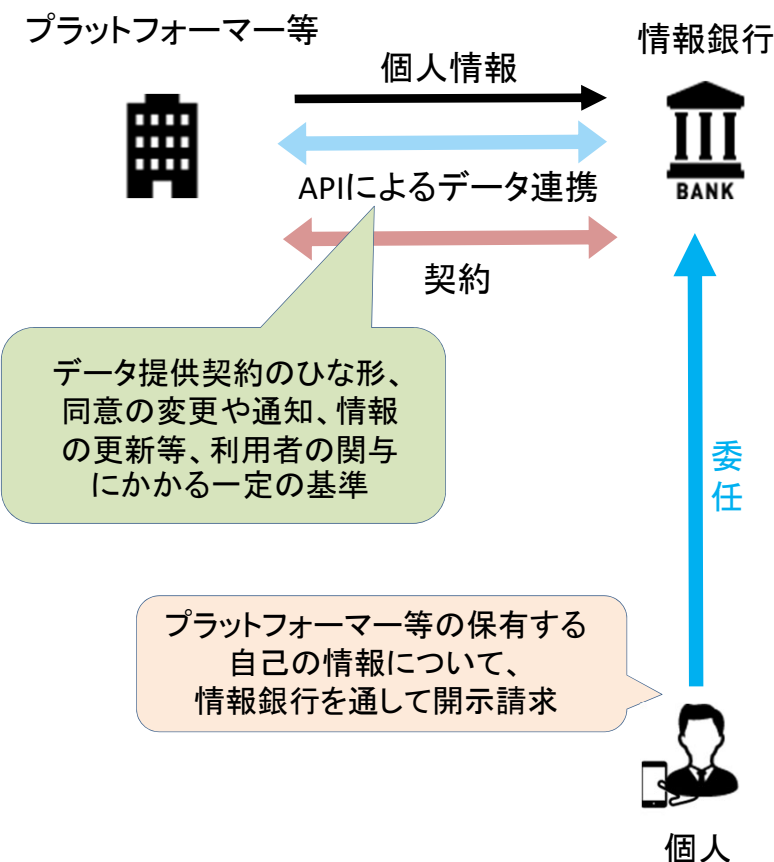 プラットフォーマー等
情報銀行
個人情報
BANK
APIによるデータ連携
契約
データ提供契約のひな形、
同意の変更や通知、情報
の更新等、利用者の関与
にかかる一定の基準
委任
プラットフォーマー等の保有する
自己の情報について、
情報銀行を通して開示請求
個人